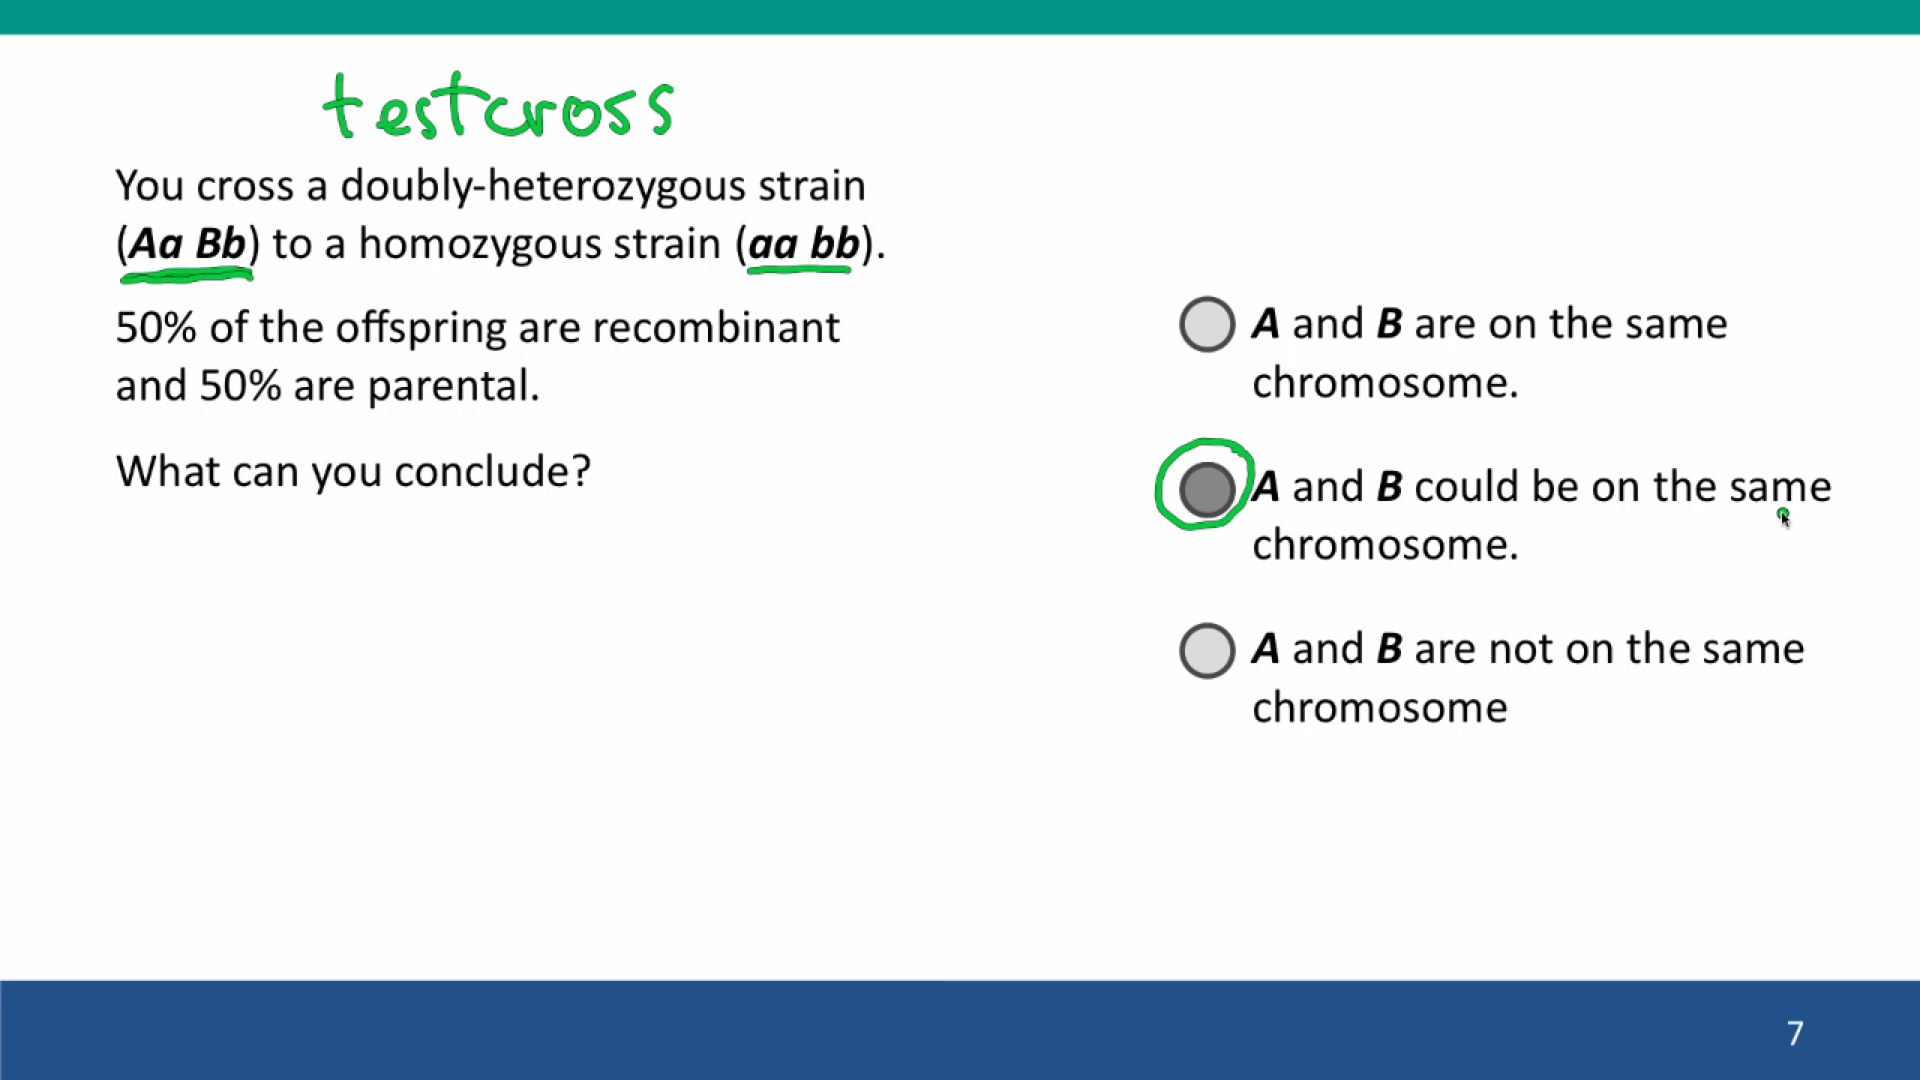 testcross
You cross a doubly-heterozygous strain
(Aa Bb) to a homozygous strain (aa bb).
50% of the offspring are recombinant
and 50% are parental.
What can you conclude?
A and B are on the same
chromosome.
A and B could be on the same
chromosome.
A and B are not on the same
chromosome
7